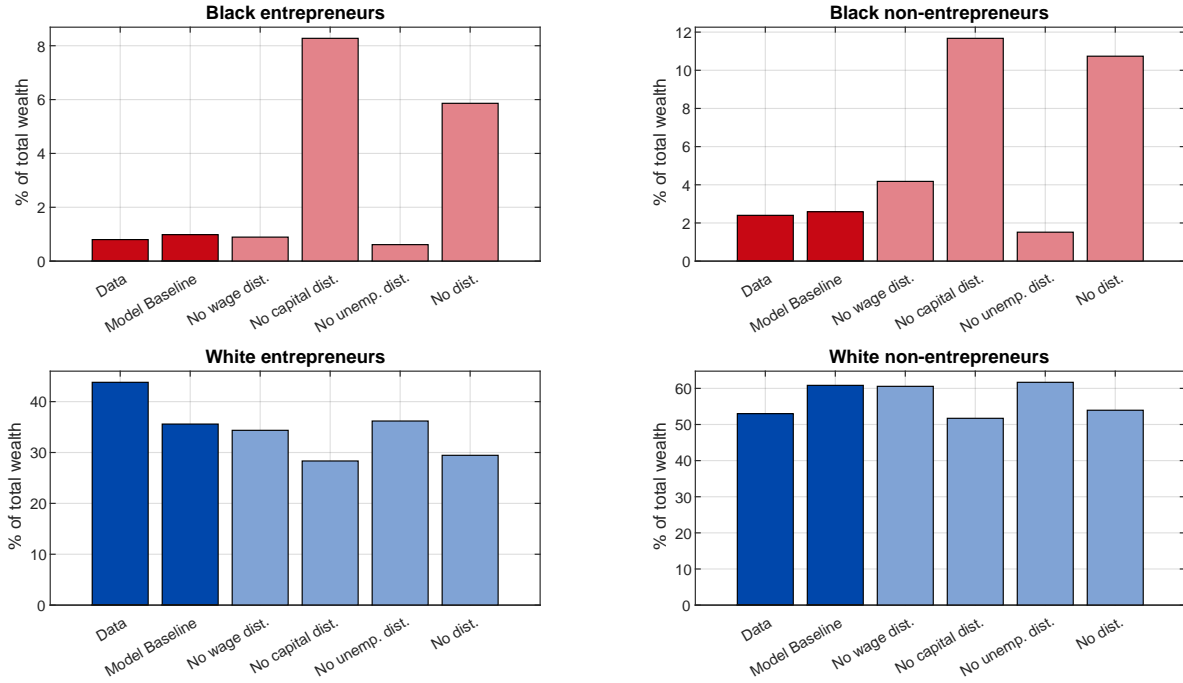 Black entrepreneurs
% of total wealth
8
6
4
2
0
Data
Model Baseline
No wage dist.
No capital dist.
No unemp. dist.
No dist.
Black non-entrepreneurs
% of total wealth
12
10
8
6
4
2
0
Data
Model Baseline
No wage dist.
No capital dist.
No unemp. dist.
No dist.
White entrepreneurs
% of total wealth
40
30
20
10
0
Data
Model Baseline
No wage dist.
No capital dist.
No unemp. dist.
No dist.
White non-entrepreneurs
% of total wealth
60
50
40
30
20
10
0
Data
Model Baseline
No wage dist.
No capital dist.
No unemp. dist.
No dist.